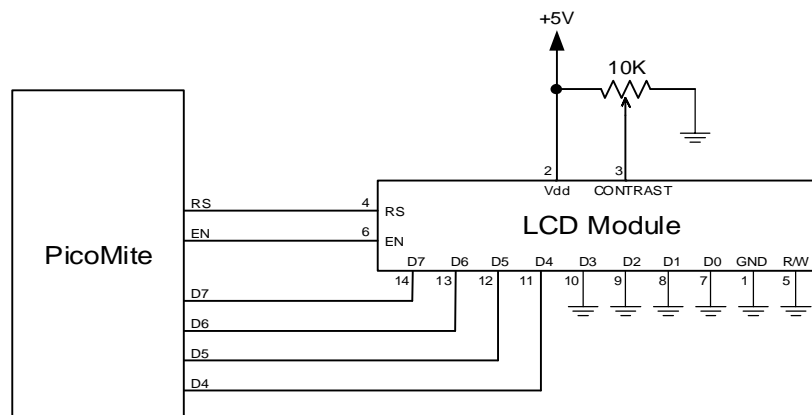 +5V
10K
2 3
Vdd CONTRAST
RS 4 RS
LCD Module
EN 6 EN
PicoMite
D7 D6 D5 D4 D3 D2 D1 D0 GND R/W
14 13 12 11 10 9 8 7 1 5
D7
D6
D5
D4